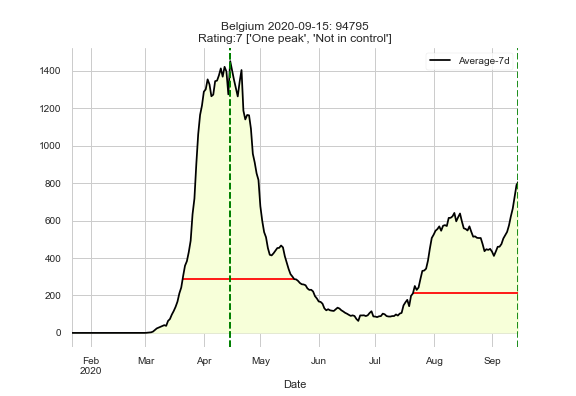 Belgium 2020-09-15: 94795
Rating:7 ['One peak', 'Not in control']
Average-7d
1400
1200
1000
800
600
400
200
0
Feb Mar Apr May Jun Jul Aug Sep
2020
Date